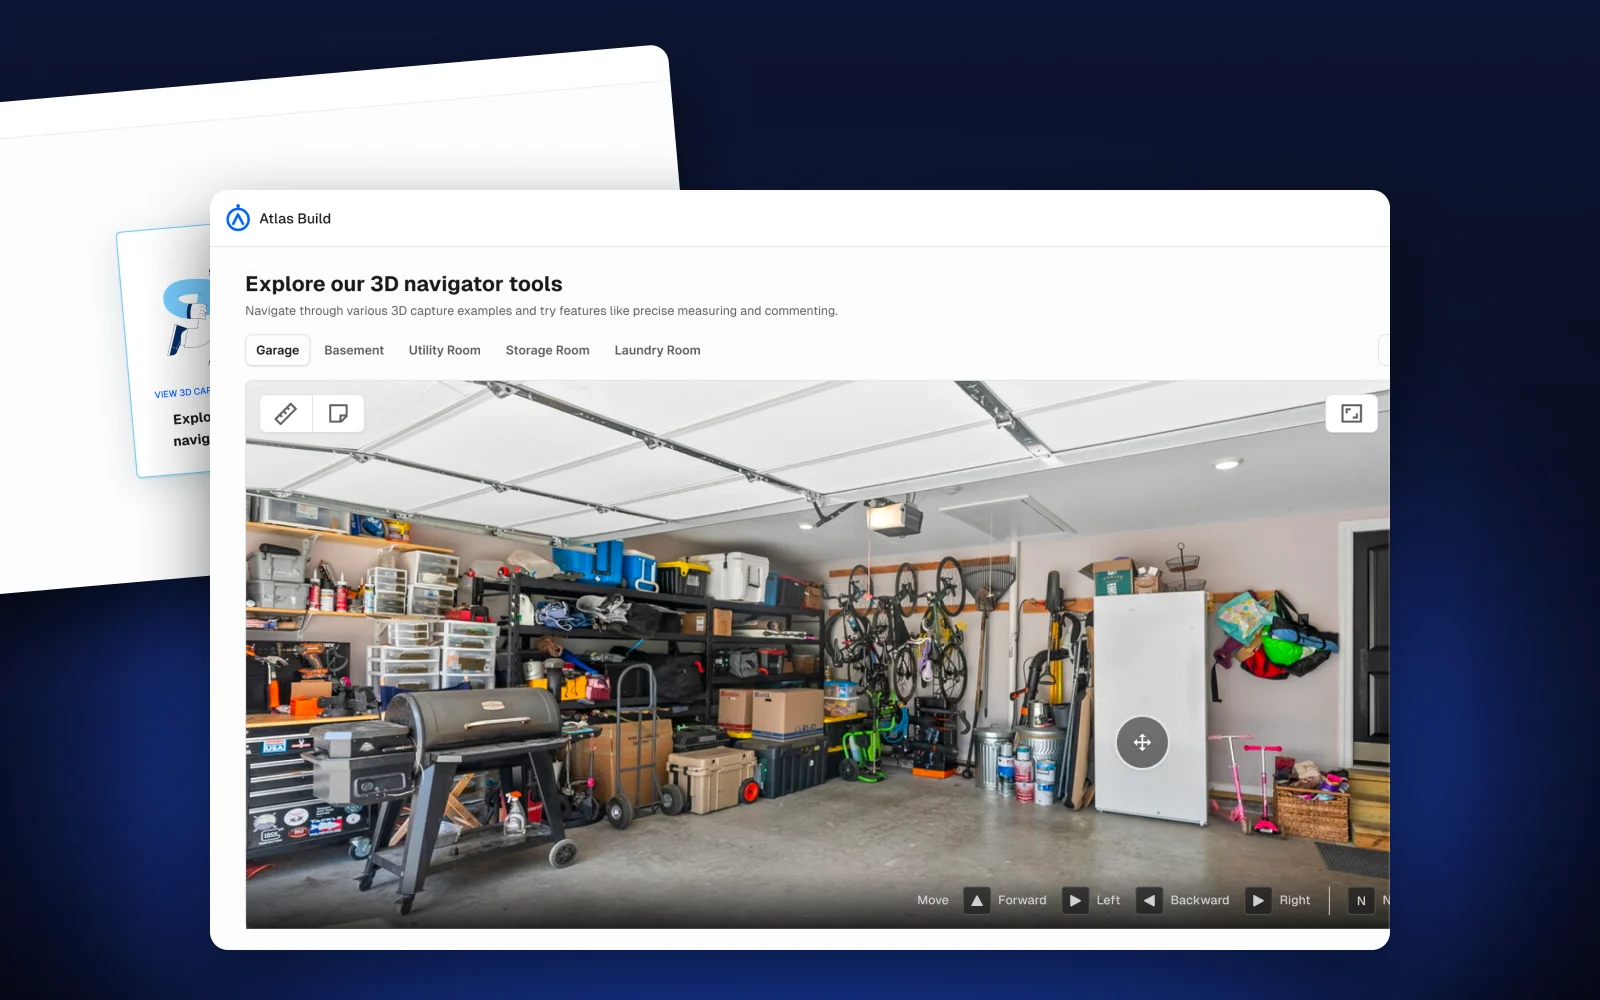 Atlas Build
Explore our 3D navigator tools
Navigate through various 3D capture examples and try features like precise measuring and commenting.
Garage Basement Utility Room Storage Room Laundry Room
VIEW 3D CAP
Explo
navig
USA
TACKLE
Move Forward Left Backward Right N N